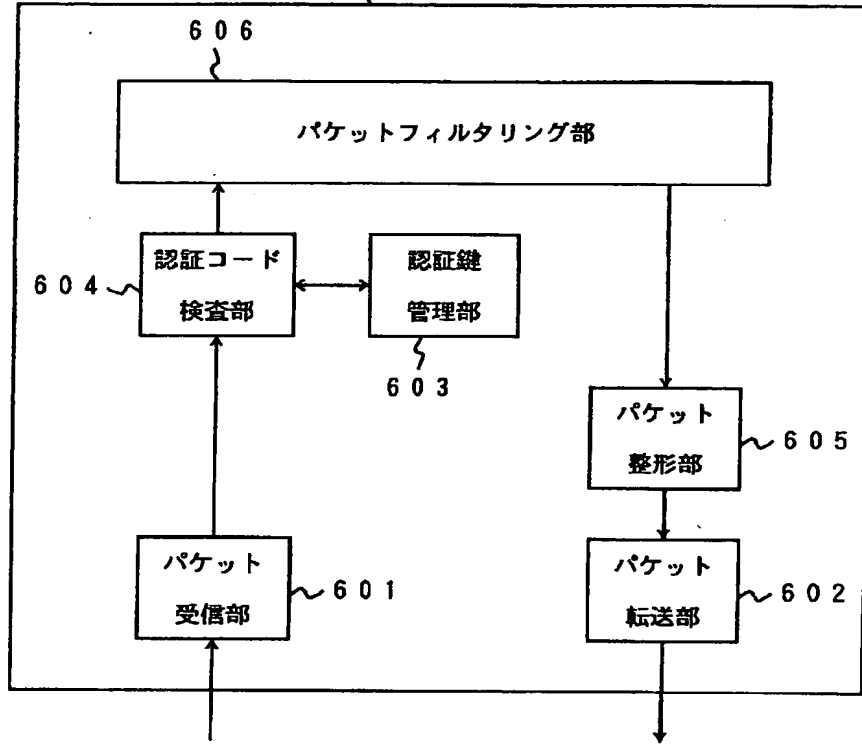 ６０６
パケットフィルタリング部
認証コード
検査部
６０４
認証鍵
管理部
６０３
パケット
整形部
６０５
パケット
受信部
６０１
パケット
転送部
６０２